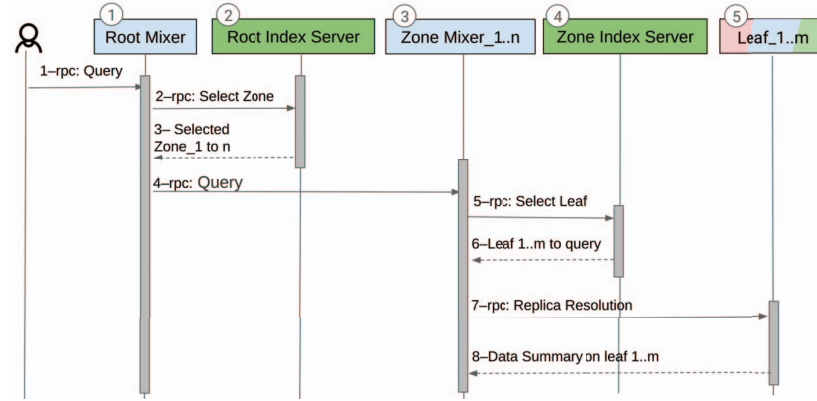 1
2
3
4
5
Root Mixer
Roct Index Server
Zone Mixer_1..n
Zone Index Server
Leaf_1..m
1–rpc: Query
2–rpc: Select Zone
3– Selected
Zone_1 to n
4–rpc: Query
5–rpc: Select Leaf
6–Leaf 1..m to query
7–rpc: Replica Resolution
8–Data Summary on leaf 1..m